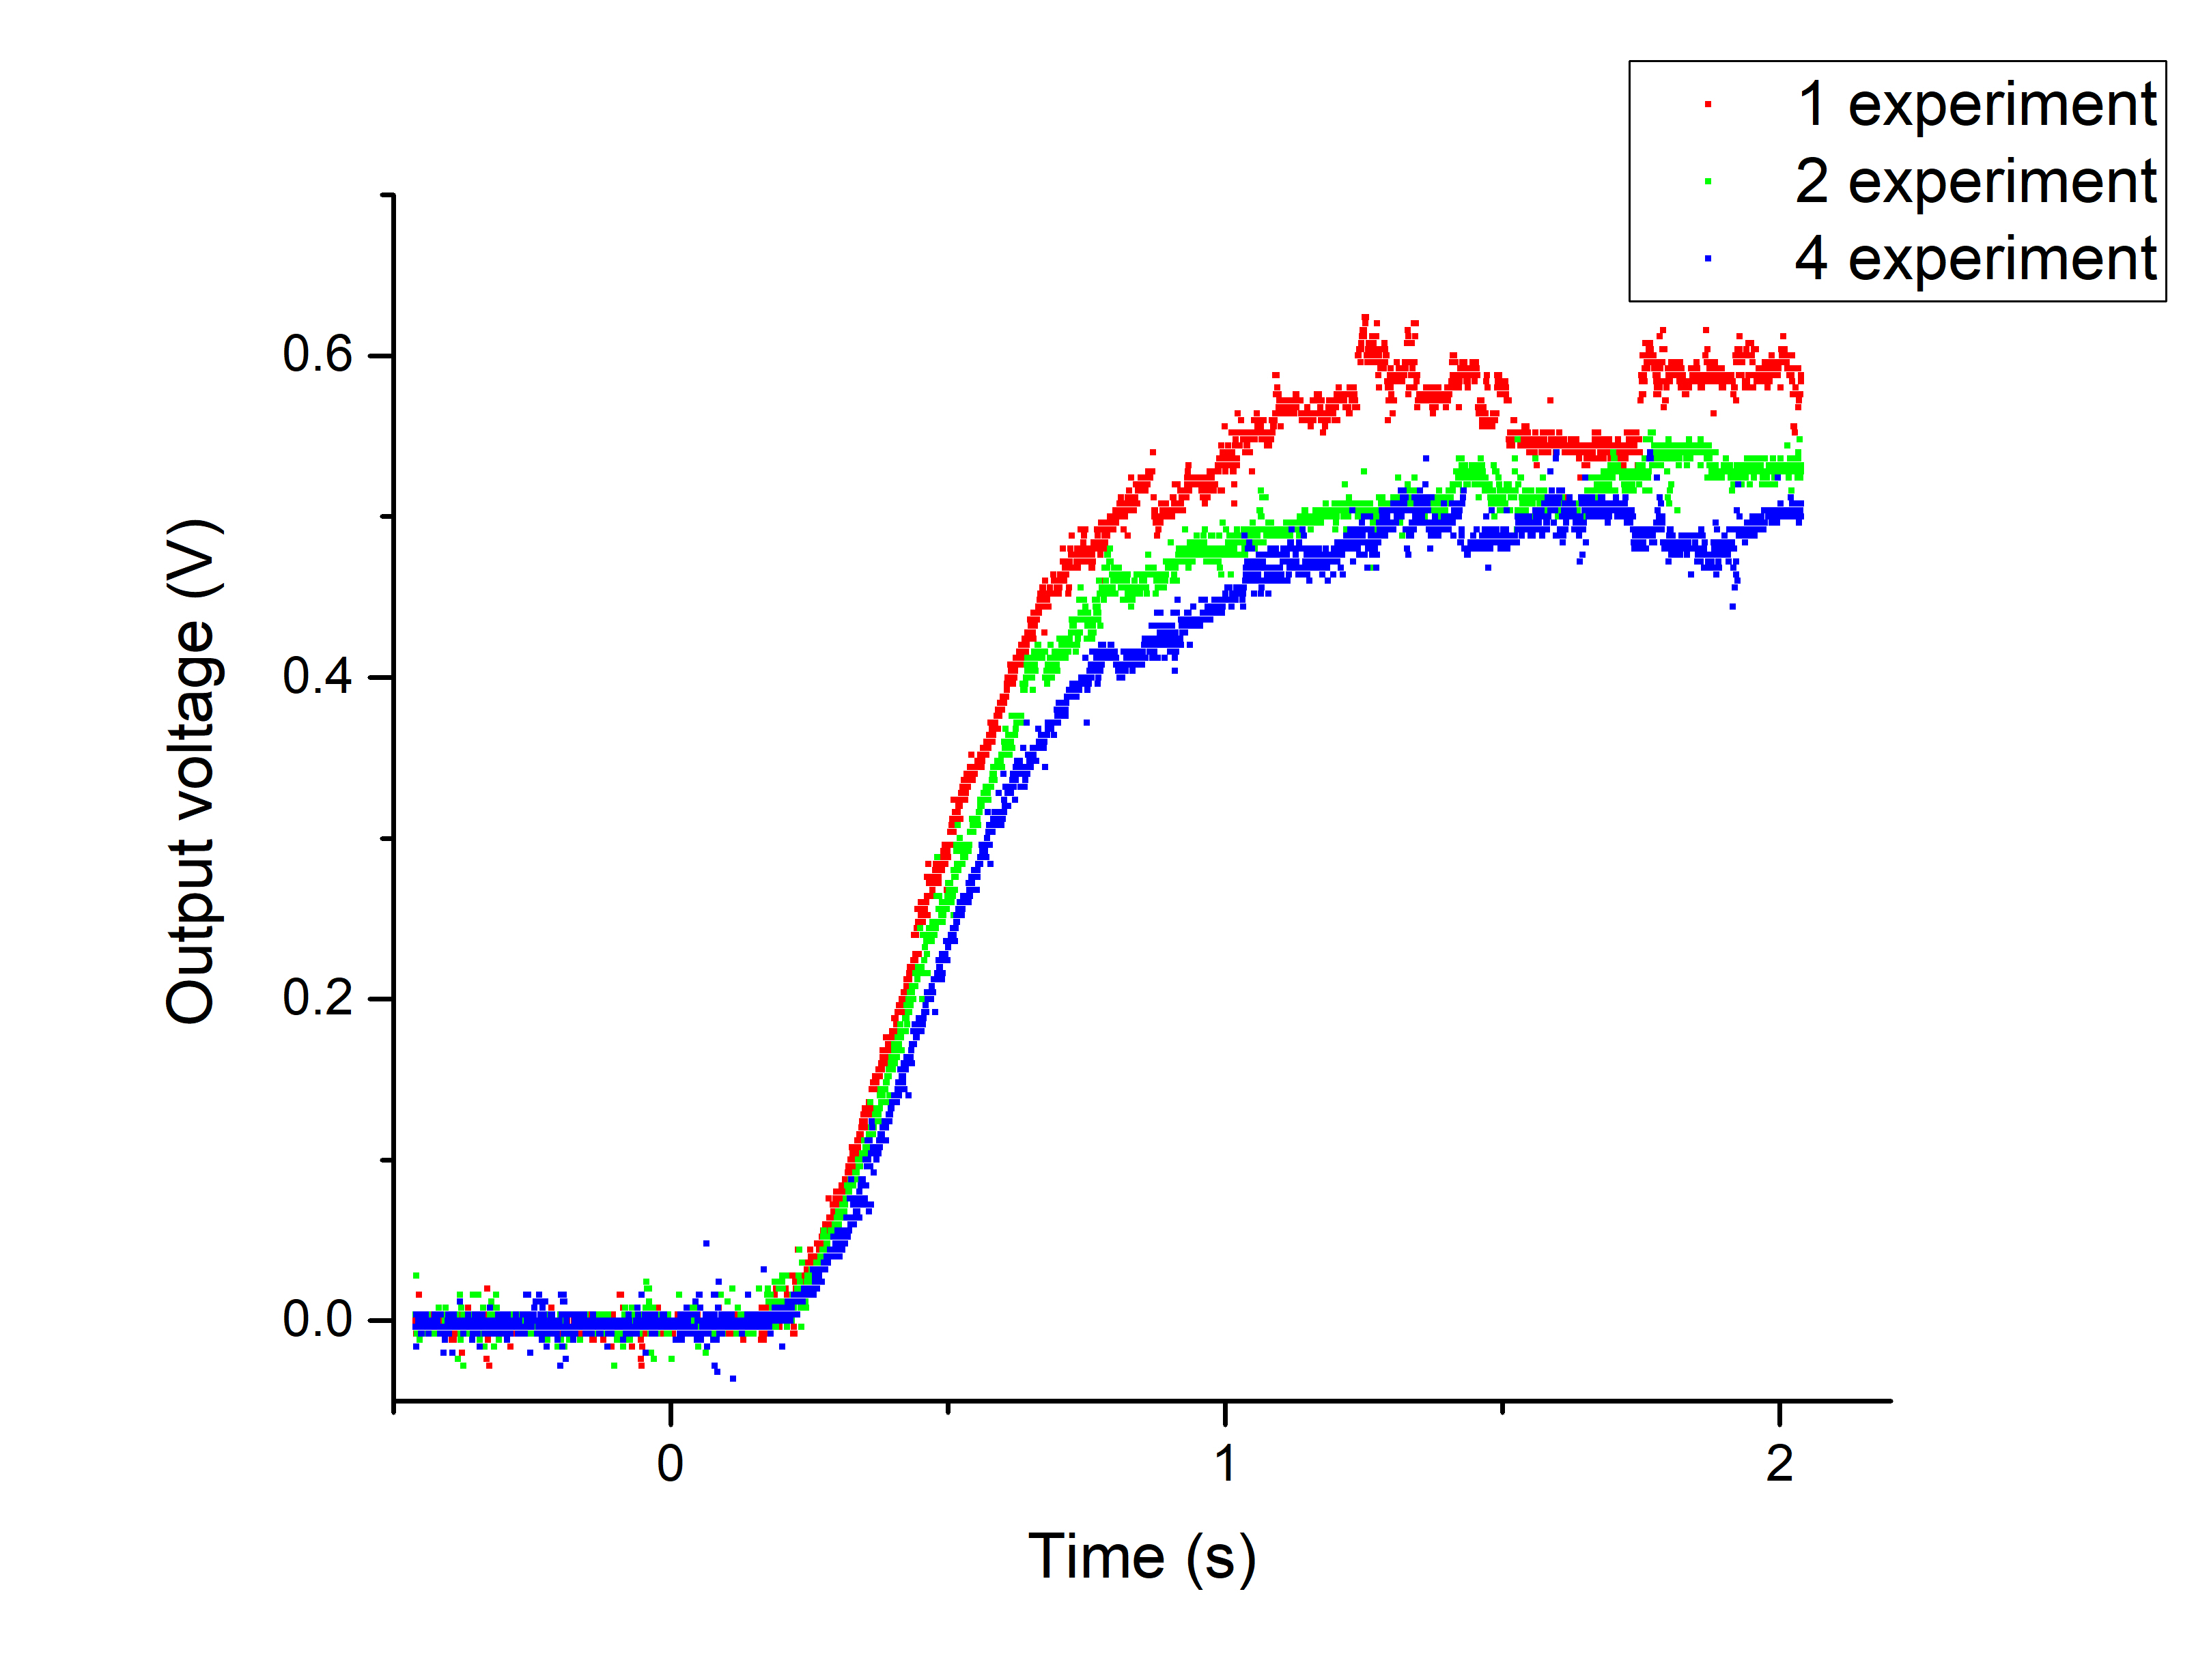 1 experiment
2 experiment
4 experiment
0.6
0.4
0.2
0.0
Output voltage (V)
0
1
2
Time (s)